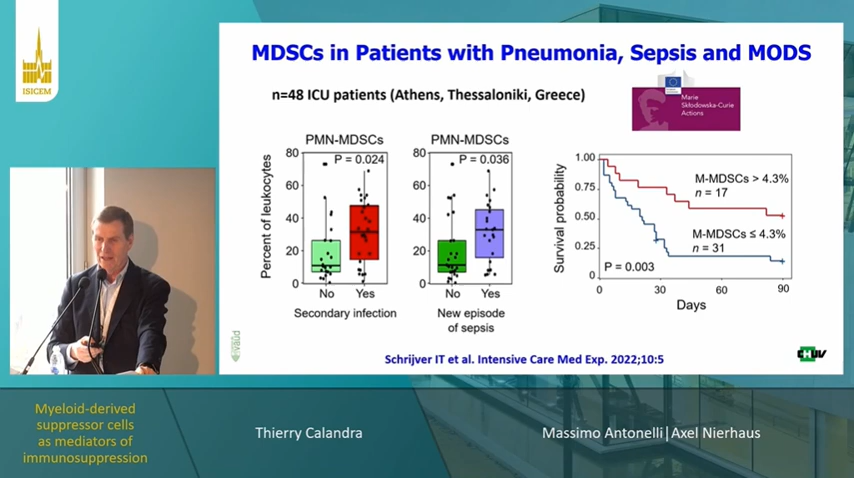 ISICEM
MDSCs in Patients with Pneumonia, Sepsis and MODS
n=48 ICU patients (Athens, Thessaloniki, Greece)
Marie
Skłodowska-Curie
Actions
PMN-MDSCs
P = 0.024
Percent of leukocytes
80
60
40
20
0
No Yes
Secondary infection
PMN-MDSCs
P = 0.036
80
60
40
20
0
No Yes
New episode
of sepsis
Survival probability
1.00
0.75
0.50
0.25
0
M-MDSCs > 4.3%
n = 17
M-MDSCs ≤ 4.3%
n = 31
P = 0.003
0 30 60 90
Days
vaud
Schrijver IT et al. Intensive Care Med Exp. 2022;10:5
CHUV
Myeloid-derived
suppressor cells
as mediators of
immunosuppression
Thierry Calandra
Massimo Antonelli|Axel Nierhaus